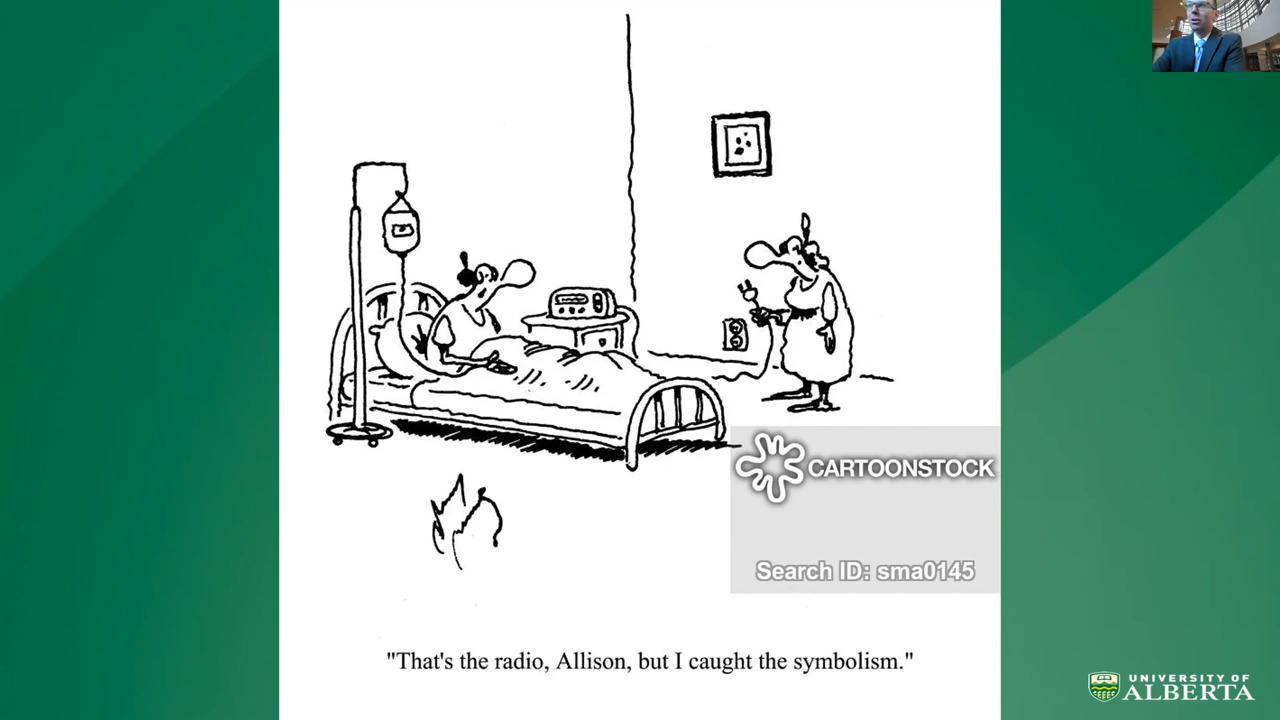 CARTOONSTOCK
Search ID: sma0145
"That's the radio, Allison, but I caught the symbolism."
UNIVERSITY OF
ALBERTA